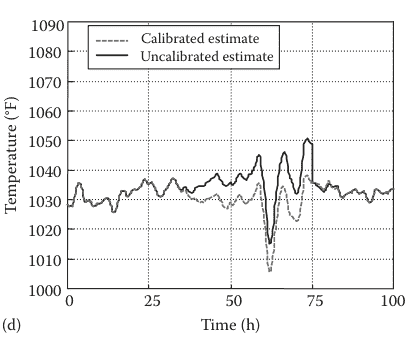 1090
1080
1070
1060
1050
1040
1030
1020
1010
1000
Temperature (°F)
Calibrated estimate
Uncalibrated estimate
0 25 50 75 100
(d) Time (h)